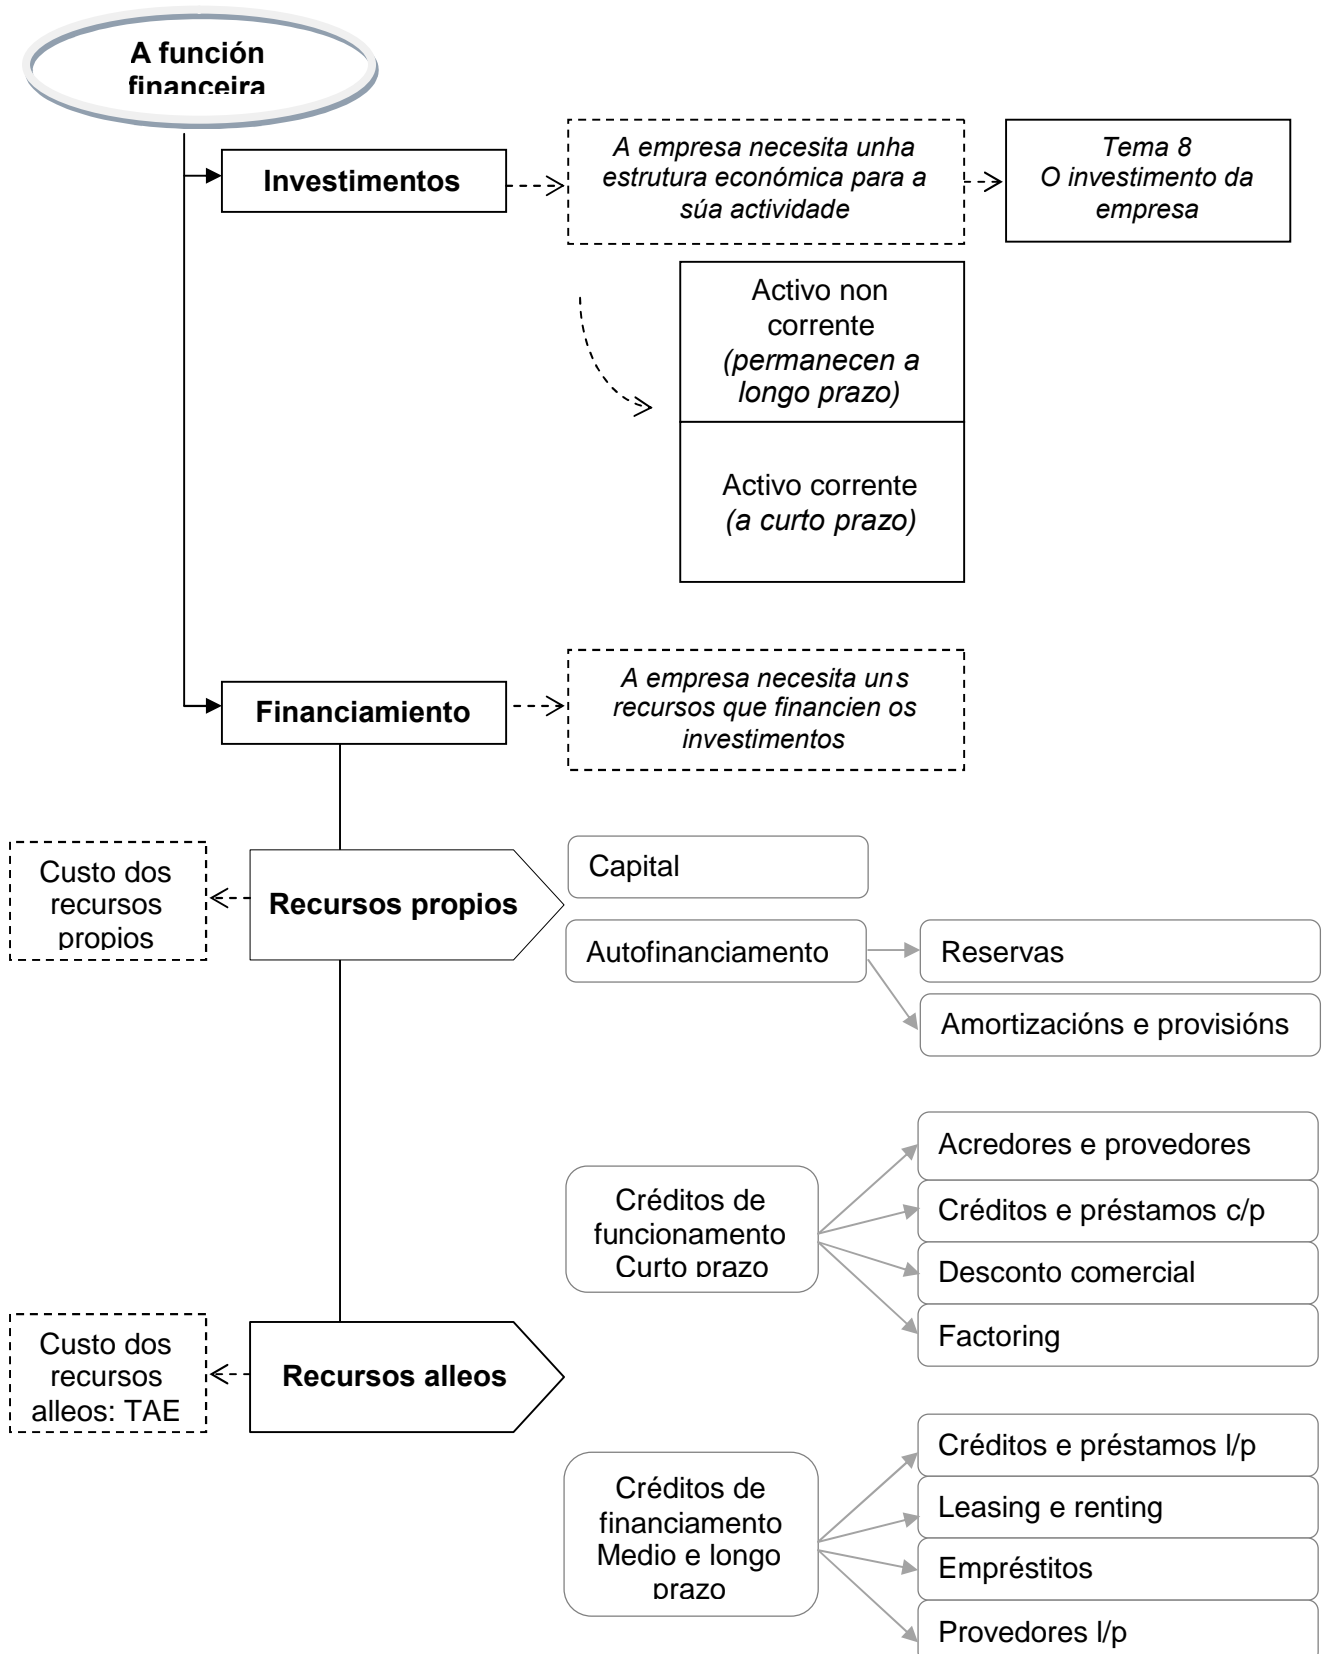 A función
financeira
Investimentos
A empresa necesita unha
estrutura económica para a
súa actividade
Tema 8
O investimento da
empresa
Activo non
corrente
(permanecen a
longo prazo)
Activo corrente
(a curto prazo)
Financiamiento
A empresa necesita uns
recursos que financien os
investimentos
Custo dos
recursos
propios
Recursos propios
Capital
Autofinanciamento
Reservas
Amortizacións e provisións
Créditos de
funcionamento
Curto prazo
Acredores e provedores
Créditos e préstamos c/p
Desconto comercial
Factoring
Custo dos
recursos
alleos: TAE
Recursos alleos
Créditos de
financiamento
Medio e longo
prazo
Créditos e préstamos l/p
Leasing e renting
Empréstitos
Provedores l/p